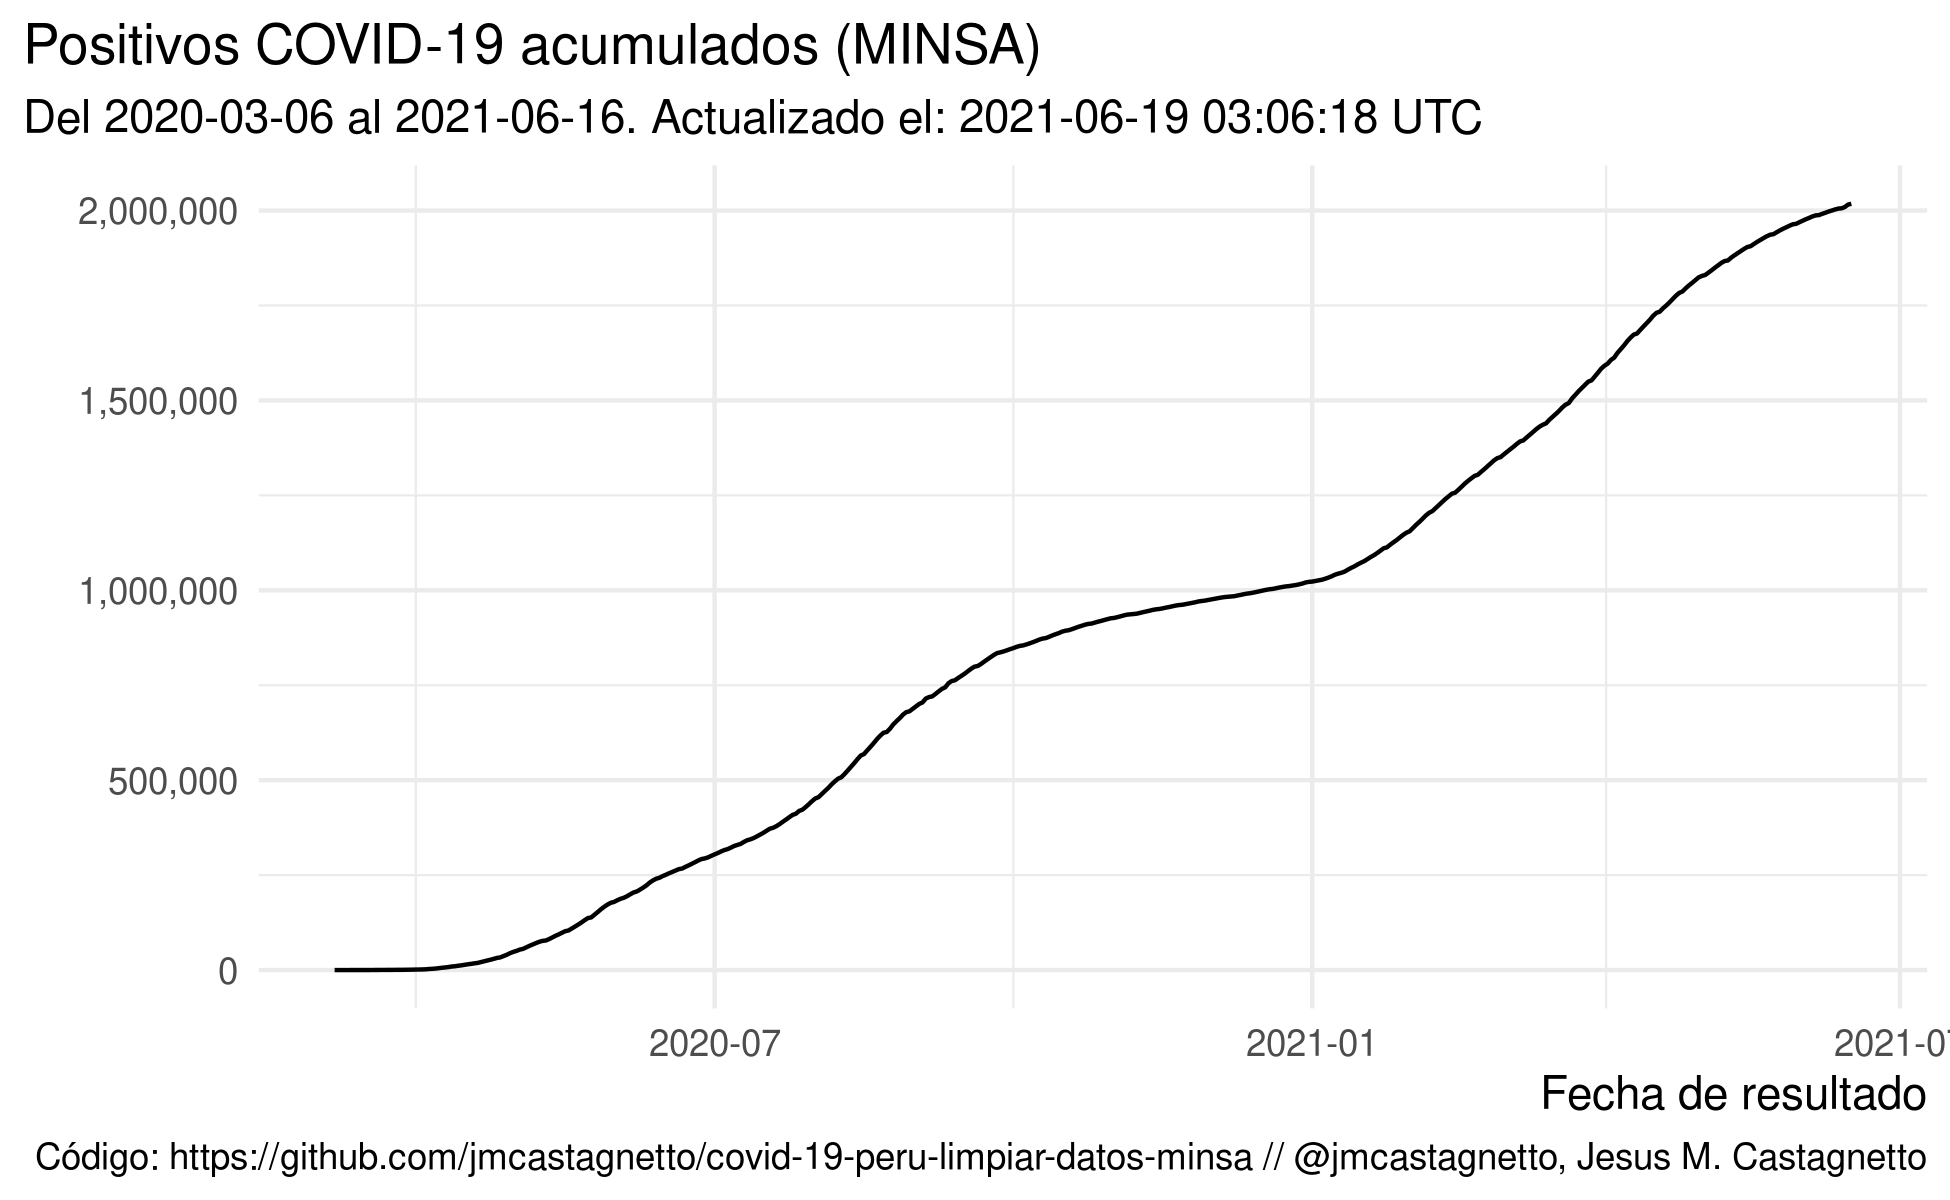 Positivos COVID-19 acumulados (MINSA)
Del 2020-03-06 al 2021-06-16. Actualizado el: 2021-06-19 03:06:18 UTC
2,000,000
1,500,000
1,000,000
500,000
0
2020-07 2021-01 2021-07
Fecha de resultado
Código: https://github.com/jmcastagnetto/covid-19-peru-limpiar-datos-minsa // @jmcastagnetto, Jesus M. Castagnetto